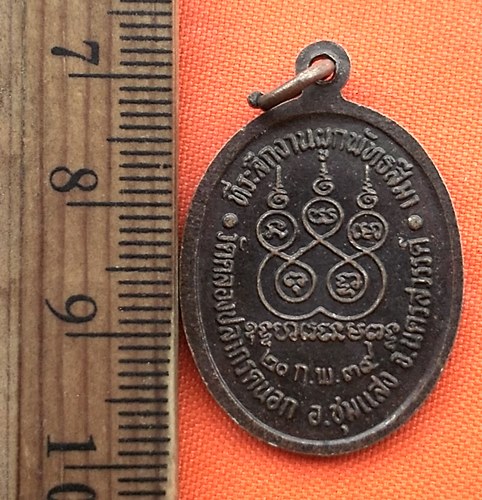 ที่ระลึกงานผูกพัทธสีมา
วัดคลองปลากรดนอก อ.ชุมแสง จ.นครสวรรค์
๒๐ ก.พ. ๓๔
7
8
9
10